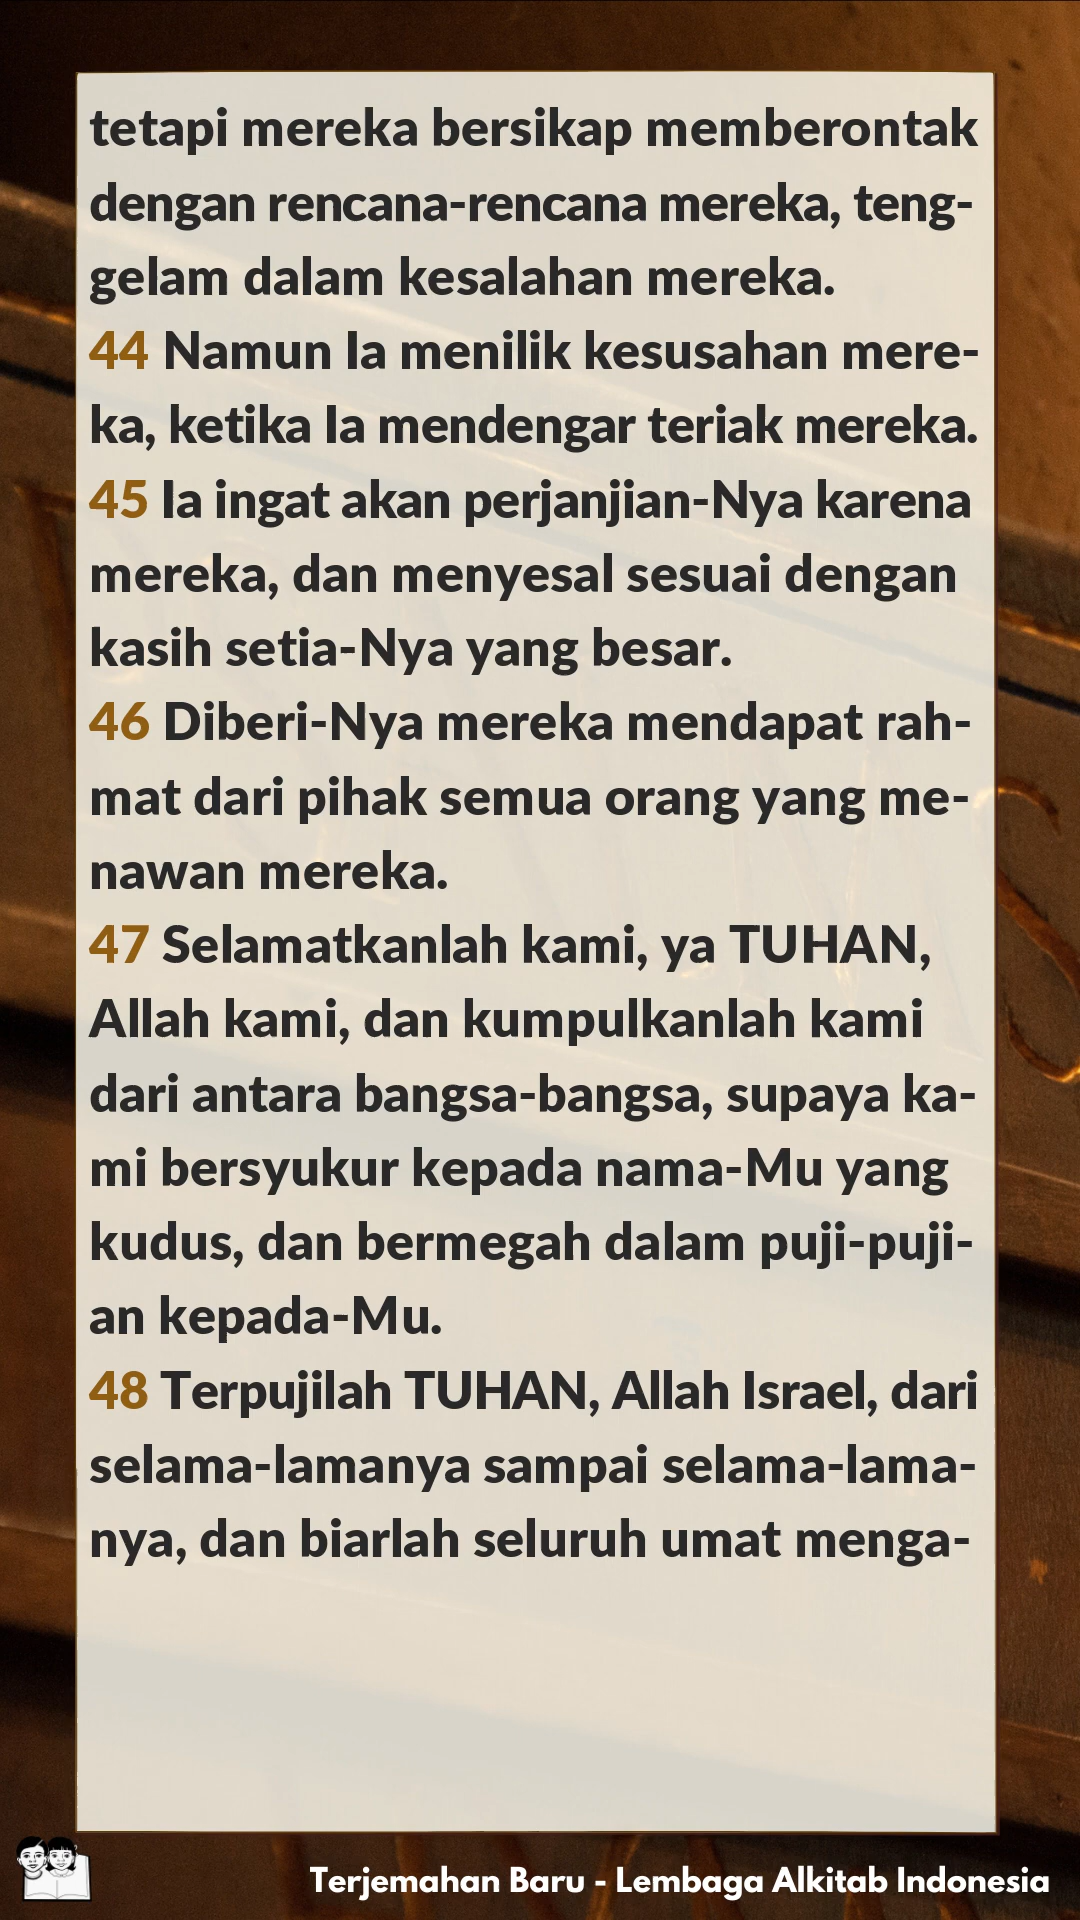 tetapi mereka bersikap memberontak
dengan rencana-rencana mereka, teng-
gelam dalam kesalahan mereka.
44 Namun Ia menilik kesusahan mere-
ka, ketika Ia mendengar teriak mereka.
45 Ia ingat akan perjanjian-Nya karena
mereka, dan menyesal sesuai dengan
kasih setia-Nya yang besar.
46 Diberi-Nya mereka mendapat rah-
mat dari pihak semua orang yang me-
nawan mereka.
47 Selamatkanlah kami, ya TUHAN,
Allah kami, dan kumpulkanlah kami
dari antara bangsa-bangsa, supaya ka-
mi bersyukur kepada nama-Mu yang
kudus, dan bermegah dalam puji-puji-
an kepada-Mu.
48 Terpujilah TUHAN, Allah Israel, dari
selama-lamanya sampai selama-lama-
nya, dan biarlah seluruh umat menga-
Terjemahan Baru - Lembaga Alkitab Indonesia